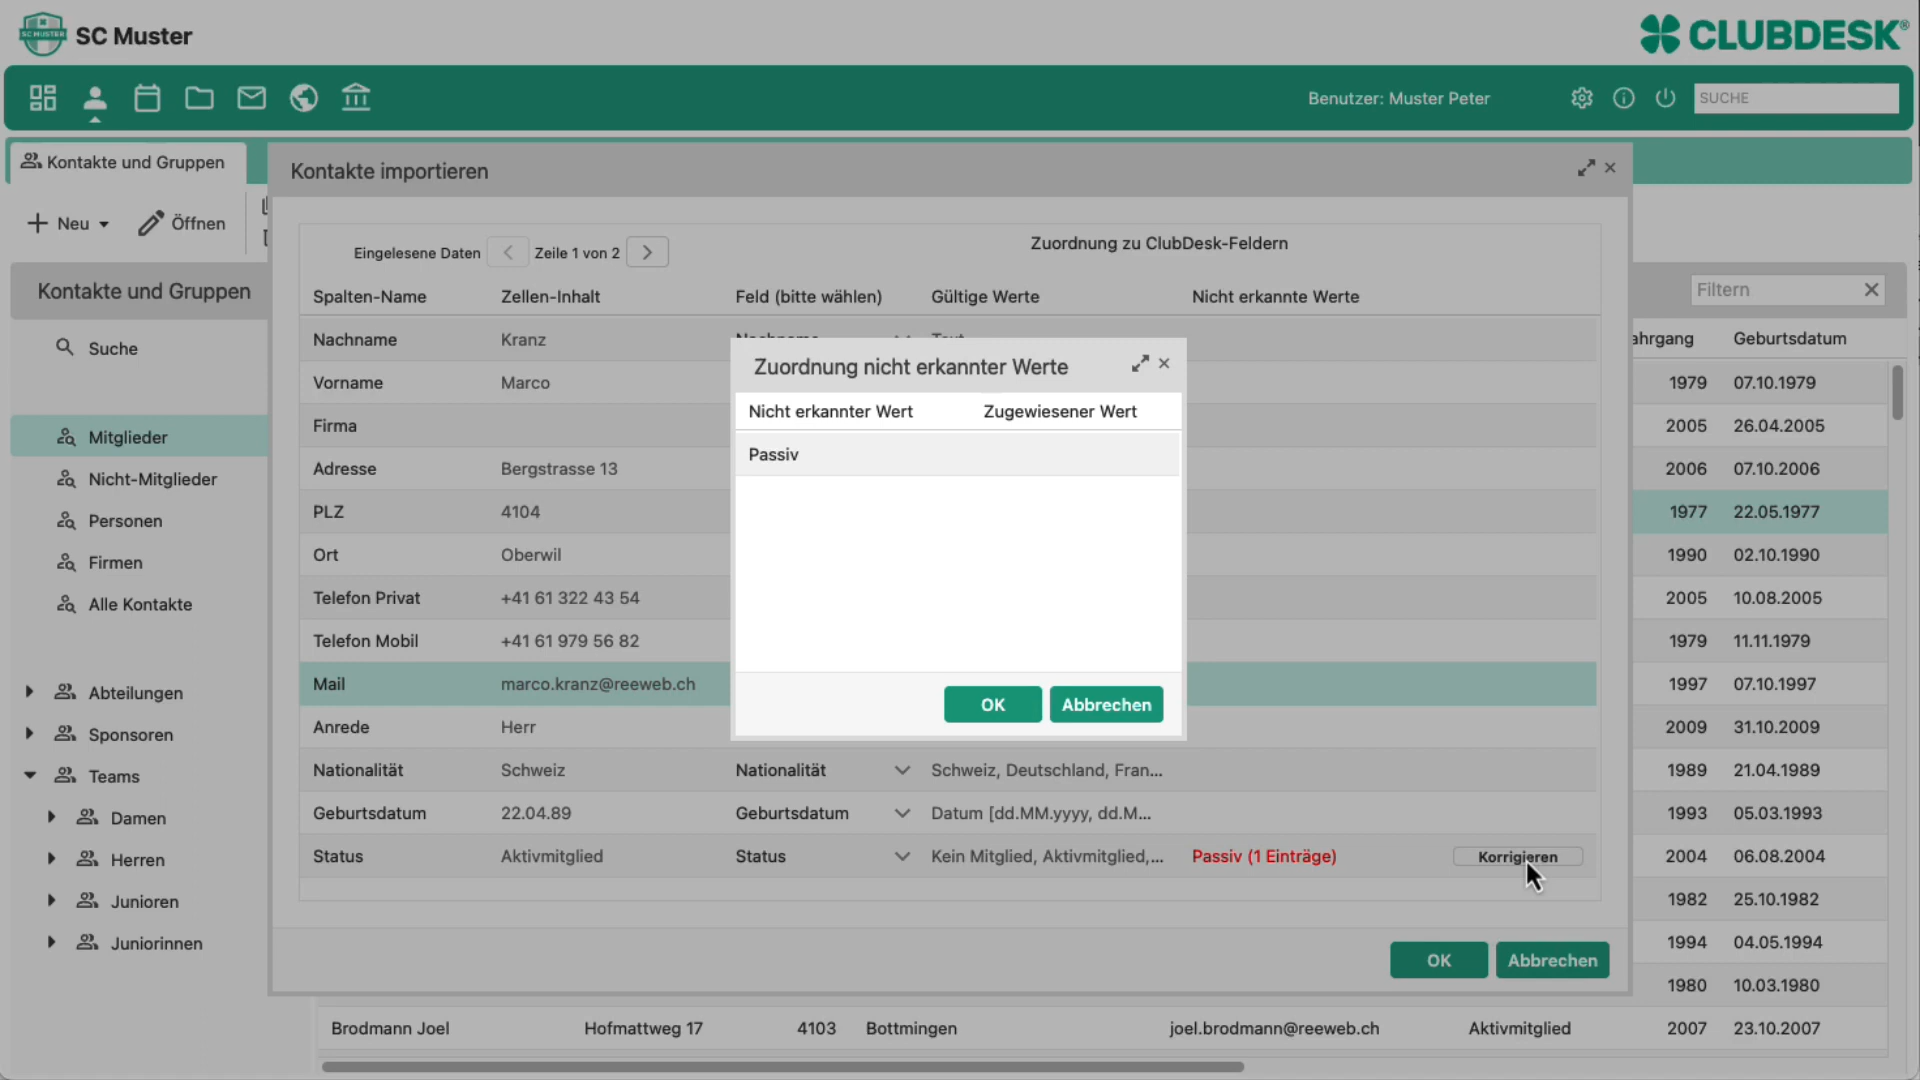 SC MUSTER
SC Muster
CLUBDESK®
Benutzer: Muster Peter
SUCHE
Kontakte und Gruppen
Kontakte importieren
Neu
Öffnen
Eingelesene Daten
Zeile 1 von 2
Zuordnung zu ClubDesk-Feldern
Kontakte und Gruppen
Filtern
Spalten-Name Zellen-Inhalt Feld (bitte wählen) Gültige Werte Nicht erkannte Werte
ahrgang Geburtsdatum
Suche
Mitglieder
Nicht-Mitglieder
Personen
Firmen
Alle Kontakte
Abteilungen
Sponsoren
Teams
Damen
Herren
Junioren
Juniorinnen
Nachname Kranz
Vorname Marco
Firma
Adresse Bergstrasse 13
PLZ 4104
Ort Oberwil
Telefon Privat +41 61 322 43 54
Telefon Mobil +41 61 979 56 82
Mail marco.kranz@reeweb.ch
Anrede Herr
Nationalität Schweiz Nationalität Schweiz, Deutschland, Fran...
Geburtsdatum 22.04.89 Geburtsdatum Datum [dd.MM.yyyy, dd.M...
Status Aktivmitglied Status Kein Mitglied, Aktivmitglied,... Passiv (1 Einträge) Korrigieren
Zuordnung nicht erkannter Werte
Nicht erkannter Wert Zugewiesener Wert
Passiv
OK Abbrechen
OK Abbrechen
1979 07.10.1979
2005 26.04.2005
2006 07.10.2006
1977 22.05.1977
1990 02.10.1990
2005 10.08.2005
1979 11.11.1979
1997 07.10.1997
2009 31.10.2009
1989 21.04.1989
1993 05.03.1993
2004 06.08.2004
1982 25.10.1982
1994 04.05.1994
1980 10.03.1980
Brodmann Joel Hofmattweg 17 4103 Bottmingen joel.brodmann@reeweb.ch Aktivmitglied 2007 23.10.2007